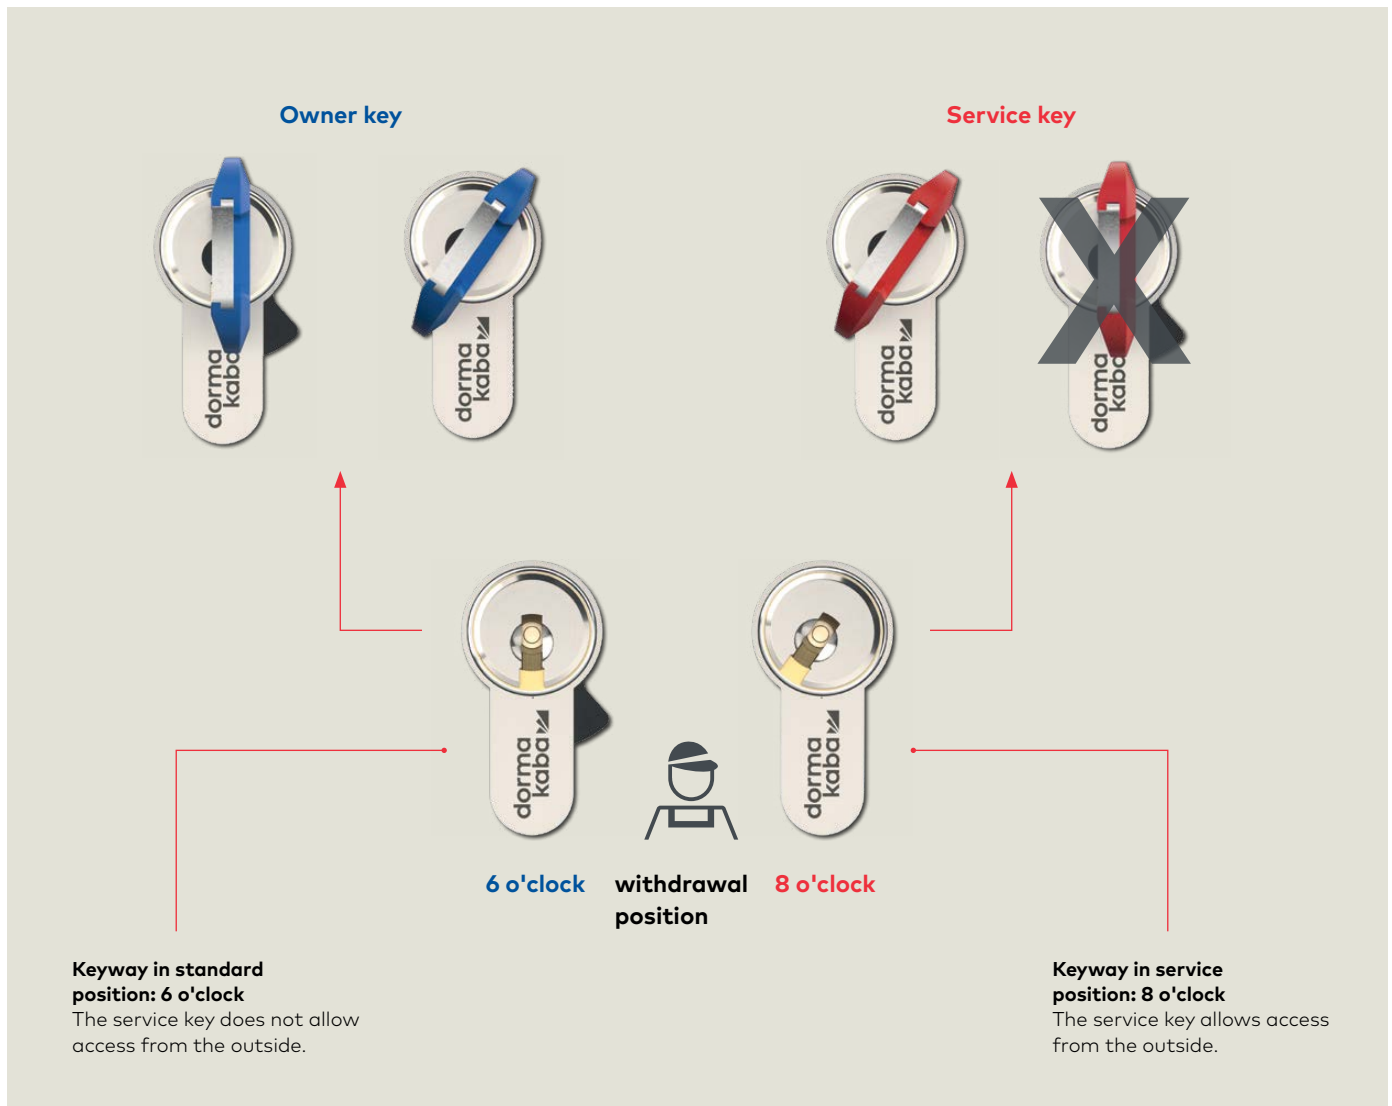 Owner key
Service key
dorma
kaba
dorma
kaba
dorma
kaba
dorma
kaba
dorma
kaba
dorma
kaba
6 o'clock
withdrawal
position
8 o'clock
Keyway in standard
position: 6 o'clock
The service key does not allow
access from the outside.
Keyway in service
position: 8 o'clock
The service key allows access
from the outside.